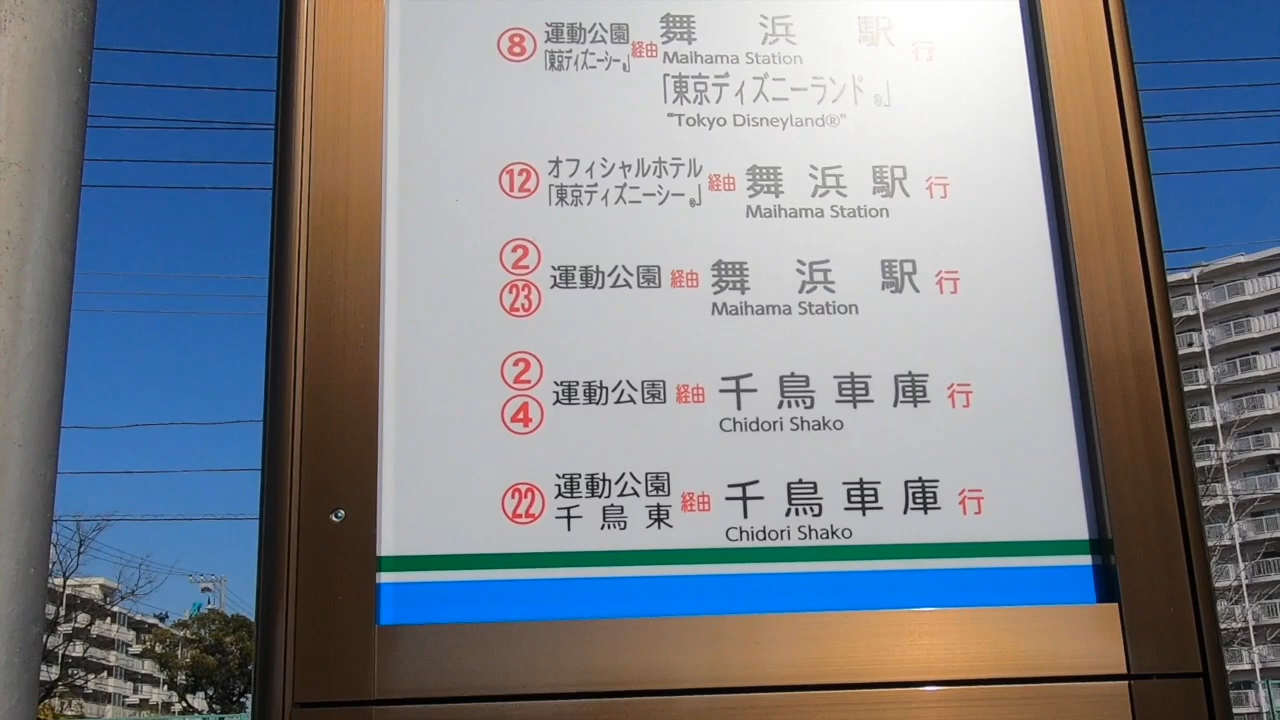 ⑧ 運動公園 経由 舞浜駅 行
「東京ディズニーシー®」 Maihama Station
「東京ディズニーランド®」
"Tokyo Disneyland®"
⑫ オフィシャルホテル 経由 舞浜駅 行
「東京ディズニーシー®」
Maihama Station
② ㉓ 運動公園 経由 舞浜駅 行
Maihama Station
② ④ 運動公園 経由 千鳥車庫 行
Chidori Shako
㉒ 運動公園 経由 千鳥車庫 行
千鳥東
Chidori Shako